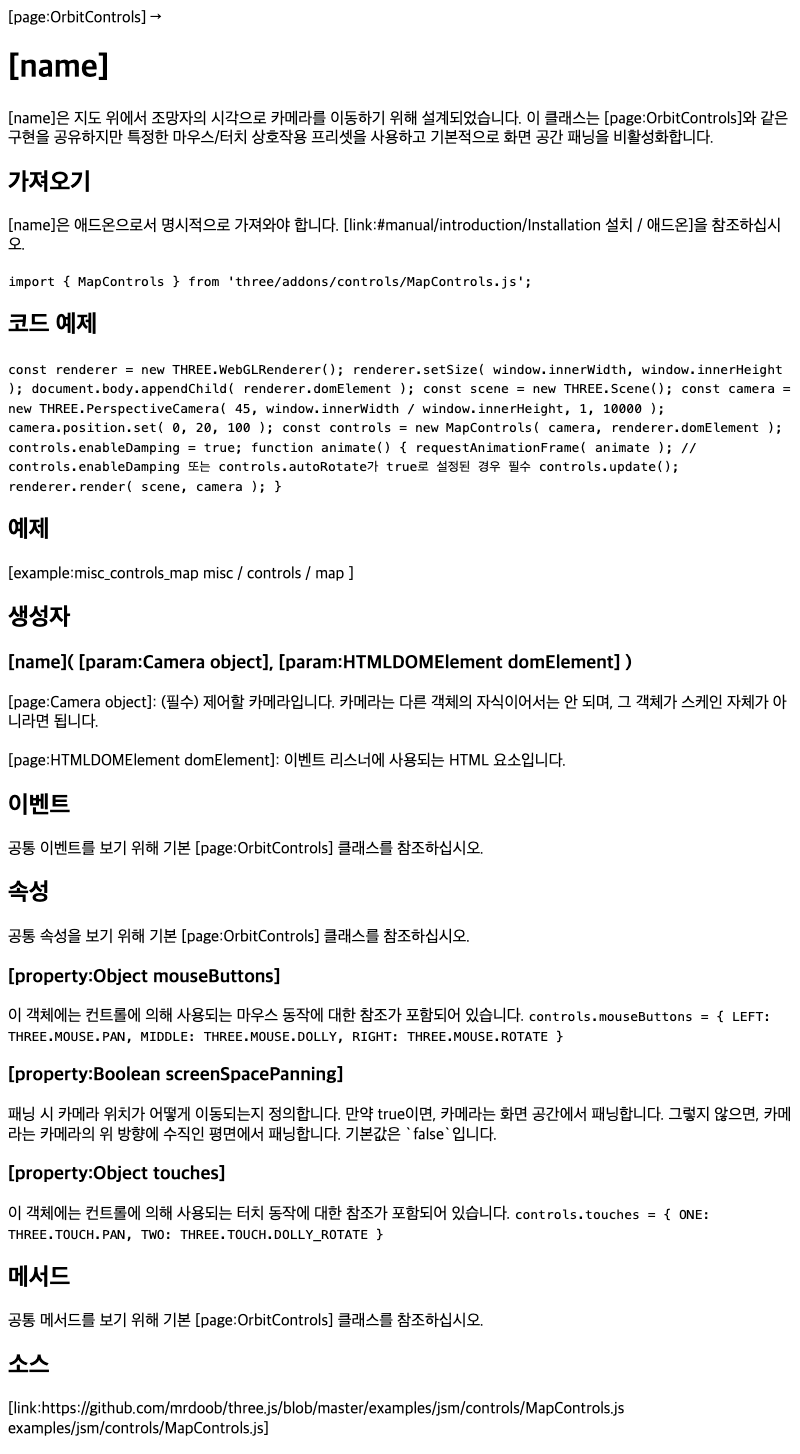 [page:OrbitControls] →
[name]
[name]은 지도 위에서 조망자의 시각으로 카메라를 이동하기 위해 설계되었습니다. 이 클래스는 [page:OrbitControls]와 같은
구현을 공유하지만 특정한 마우스/터치 상호작용 프리셋을 사용하고 기본적으로 화면 공간 패닝을 비활성화합니다.
가져오기
[name]은 애드온으로서 명시적으로 가져와야 합니다. [link:#manual/introduction/Installation 설치 / 애드온]을 참조하십시
오.
import { MapControls } from 'three/addons/controls/MapControls.js';
코드 예제
const renderer = new THREE.WebGLRenderer(); renderer.setSize( window.innerWidth, window.innerHeight
); document.body.appendChild( renderer.domElement ); const scene = new THREE.Scene(); const camera =
new THREE.PerspectiveCamera( 45, window.innerWidth / window.innerHeight, 1, 10000 );
camera.position.set( 0, 20, 100 ); const controls = new MapControls( camera, renderer.domElement );
controls.enableDamping = true; function animate() { requestAnimationFrame( animate ); //
controls.enableDamping 또는 controls.autoRotate가 true로 설정된 경우 필수 controls.update();
renderer.render( scene, camera ); }
예제
[example:misc_controls_map misc / controls / map ]
생성자
[name]( [param:Camera object], [param:HTMLDOMElement domElement] )
[page:Camera object]: (필수) 제어할 카메라입니다. 카메라는 다른 객체의 자식이어서는 안 되며, 그 객체가 스케인 자체가 아
니라면 됩니다.
[page:HTMLDOMElement domElement]: 이벤트 리스너에 사용되는 HTML 요소입니다.
이벤트
공통 이벤트를 보기 위해 기본 [page:OrbitControls] 클래스를 참조하십시오.
속성
공통 속성을 보기 위해 기본 [page:OrbitControls] 클래스를 참조하십시오.
[property:Object mouseButtons]
이 객체에는 컨트롤에 의해 사용되는 마우스 동작에 대한 참조가 포함되어 있습니다. controls.mouseButtons = { LEFT:
THREE.MOUSE.PAN, MIDDLE: THREE.MOUSE.DOLLY, RIGHT: THREE.MOUSE.ROTATE }
[property:Boolean screenSpacePanning]
패닝 시 카메라 위치가 어떻게 이동되는지 정의합니다. 만약 true이면, 카메라는 화면 공간에서 패닝합니다. 그렇지 않으면, 카메
라는 카메라의 위 방향에 수직인 평면에서 패닝합니다. 기본값은 `false`입니다.
[property:Object touches]
이 객체에는 컨트롤에 의해 사용되는 터치 동작에 대한 참조가 포함되어 있습니다. controls.touches = { ONE:
THREE.TOUCH.PAN, TWO: THREE.TOUCH.DOLLY_ROTATE }
메서드
공통 메서드를 보기 위해 기본 [page:OrbitControls] 클래스를 참조하십시오.
소스
[link:https://github.com/mrdoob/three.js/blob/master/examples/jsm/controls/MapControls.js
examples/jsm/controls/MapControls.js]